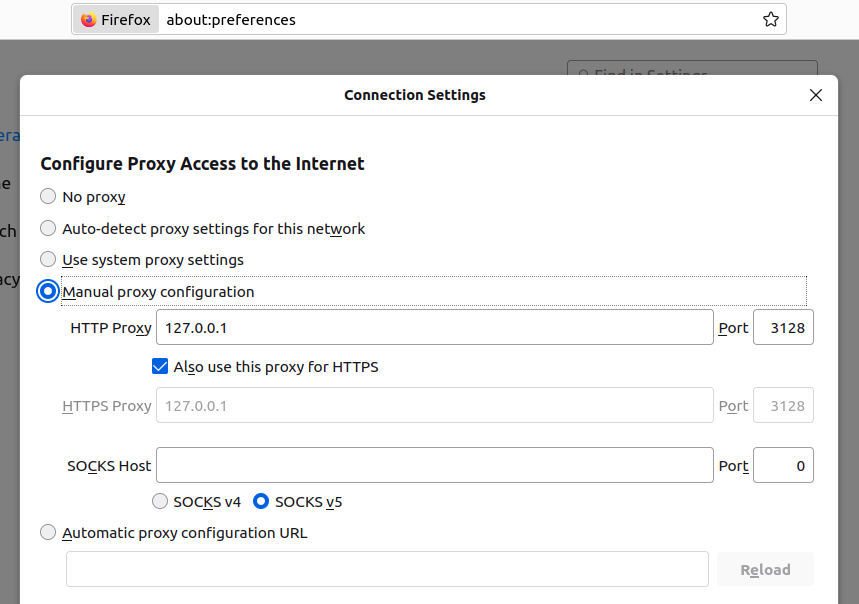 Firefox about:preferences
Find in Settings
Connection Settings
era
Configure Proxy Access to the Internet
ne
No proxy
ch
Auto-detect proxy settings for this network
Use system proxy settings
acy
Manual proxy configuration
HTTP Proxy 127.0.0.1 Port 3128
Also use this proxy for HTTPS
HTTPS Proxy 127.0.0.1 Port 3128
SOCKS Host Port 0
SOCKS v4 SOCKS v5
Automatic proxy configuration URL
Reload